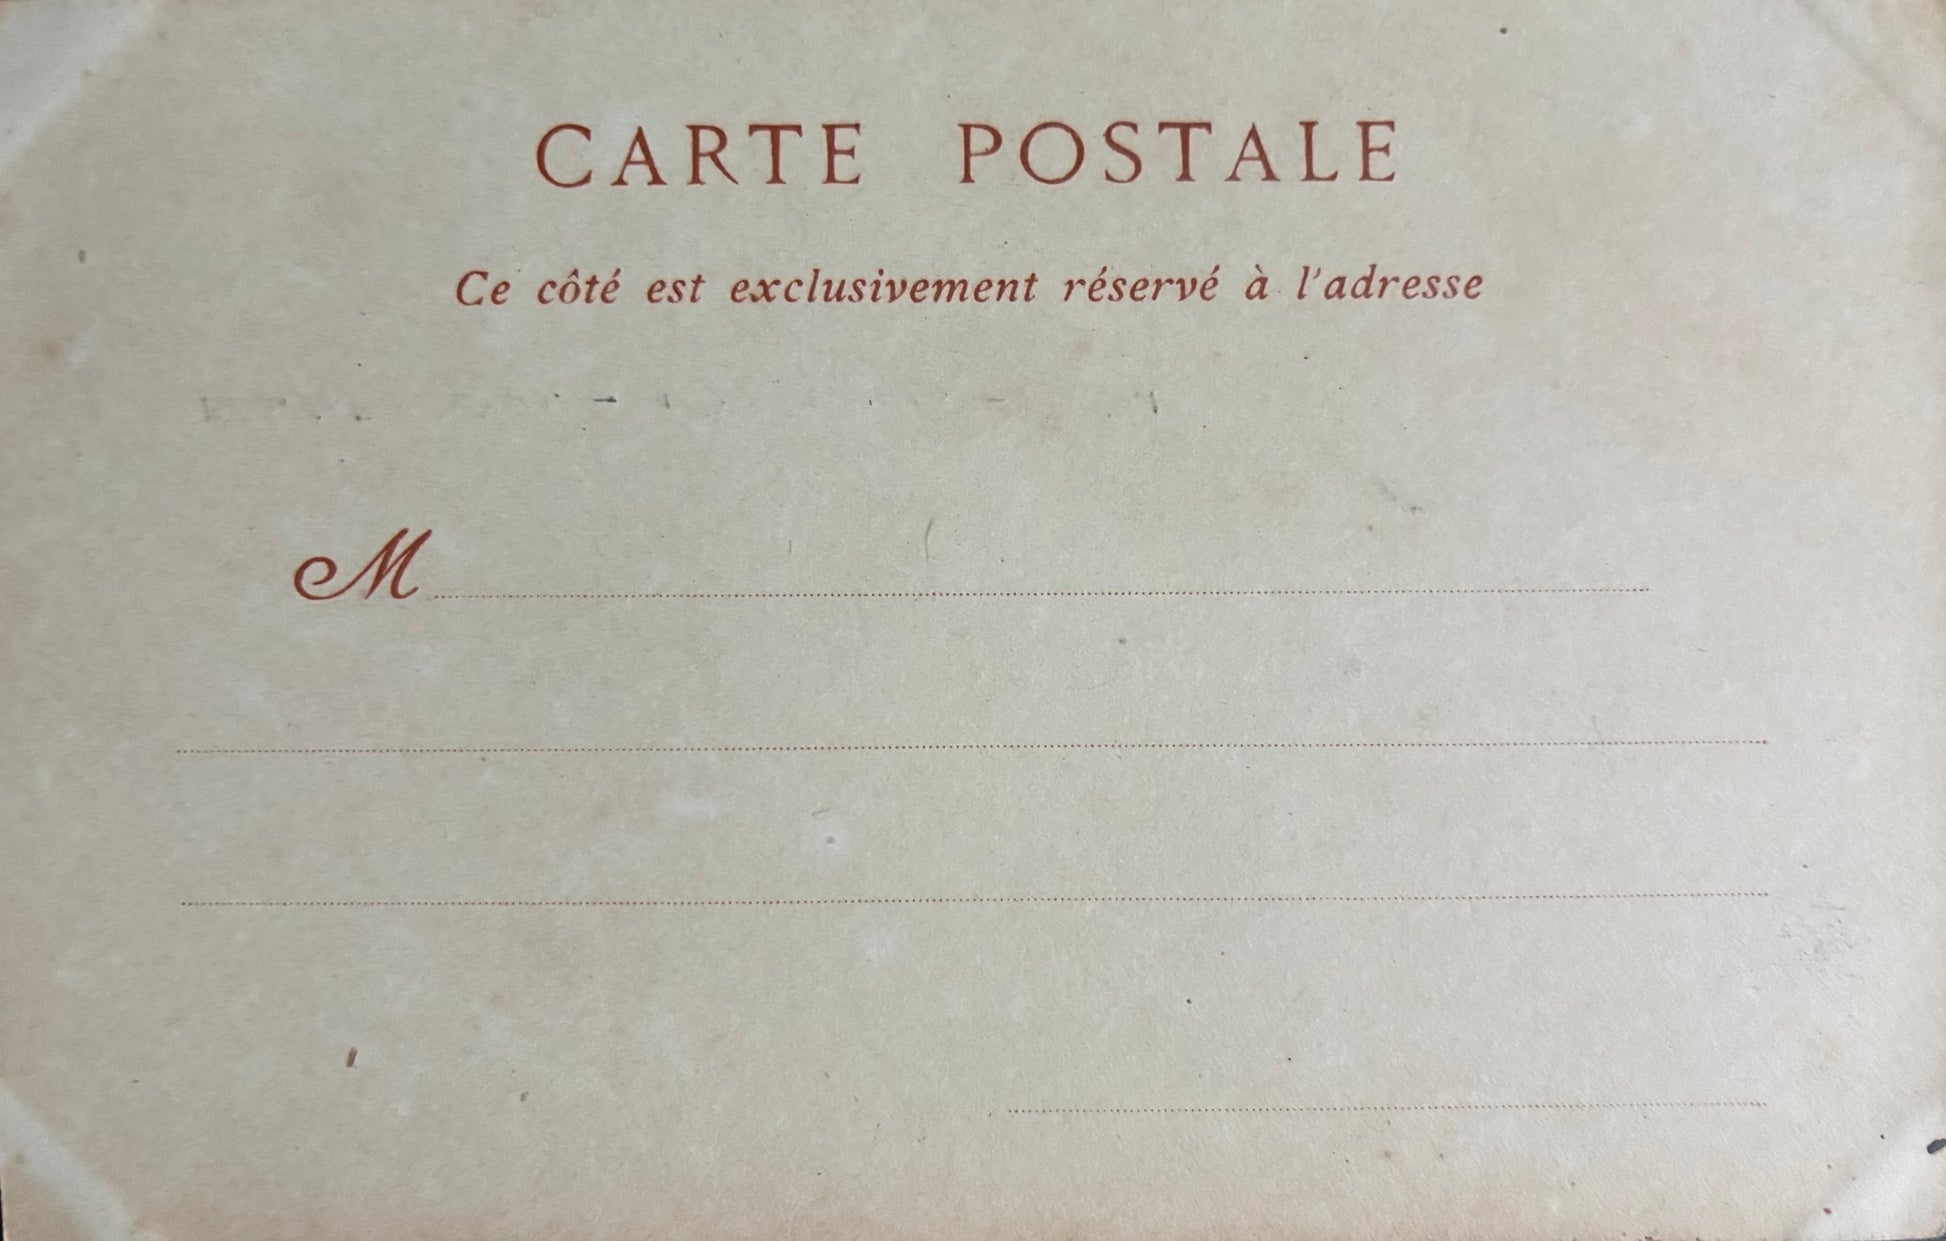 CARTE POSTALE
Ce côté est exclusivement réservé à l'adresse
M